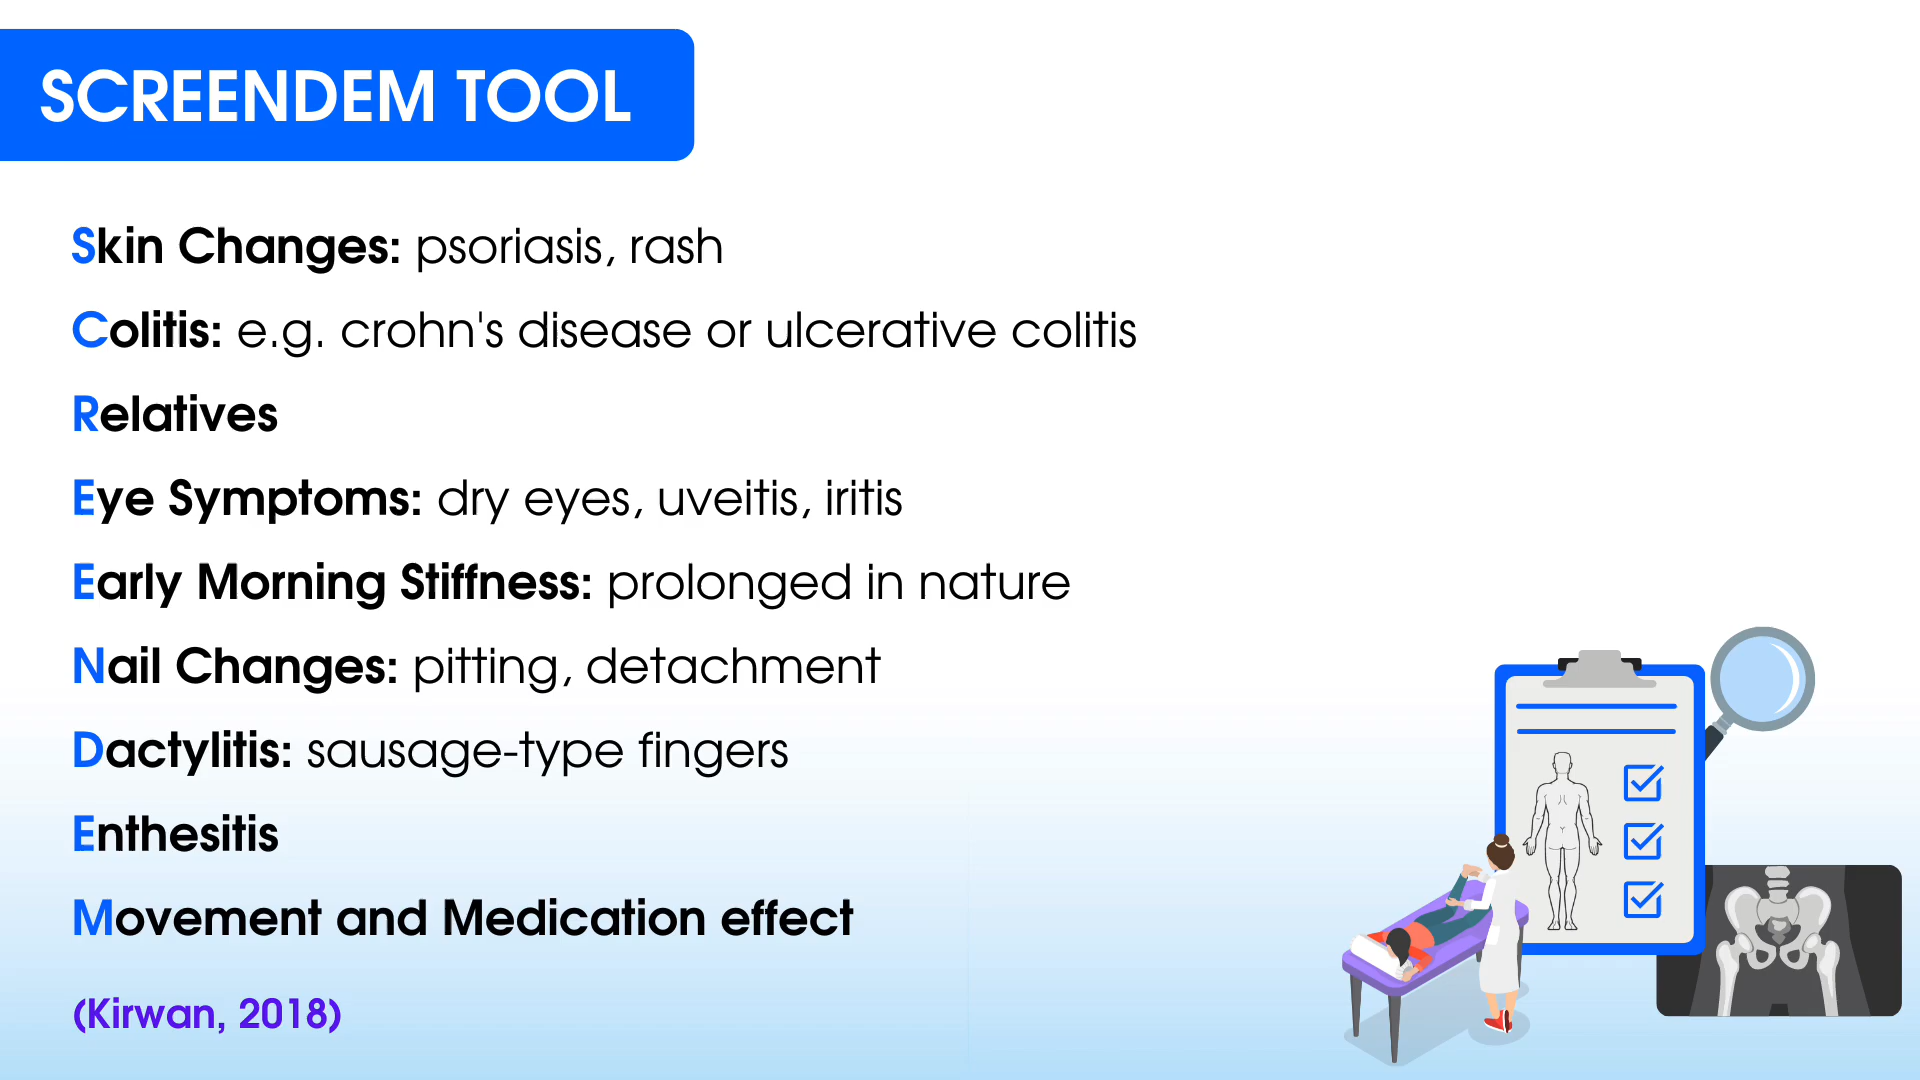 SCREENDEM TOOL
Skin Changes: psoriasis, rash
Colitis: e.g. crohn's disease or ulcerative colitis
Relatives
Eye Symptoms: dry eyes, uveitis, iritis
Early Morning Stiffness: prolonged in nature
Nail Changes: pitting, detachment
Dactylitis: sausage-type fingers
Enthesitis
Movement and Medication effect
(Kirwan, 2018)